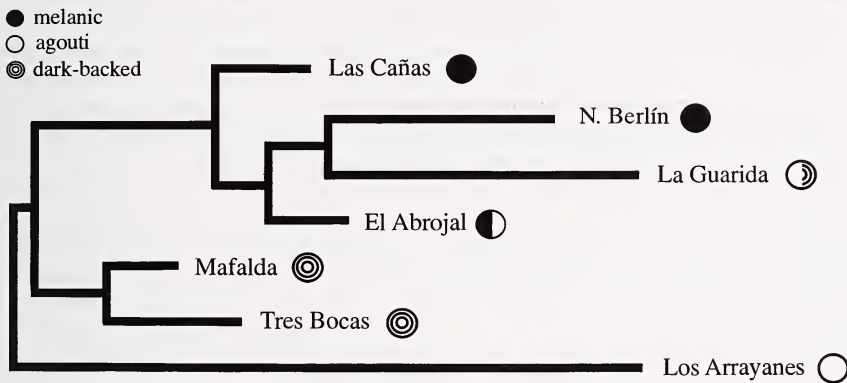 melanic
agouti
dark-backed
Las Cañas
N. Berlín
La Guarida
El Abrojal
Mafalda
Tres Bocas
Los Arrayanes